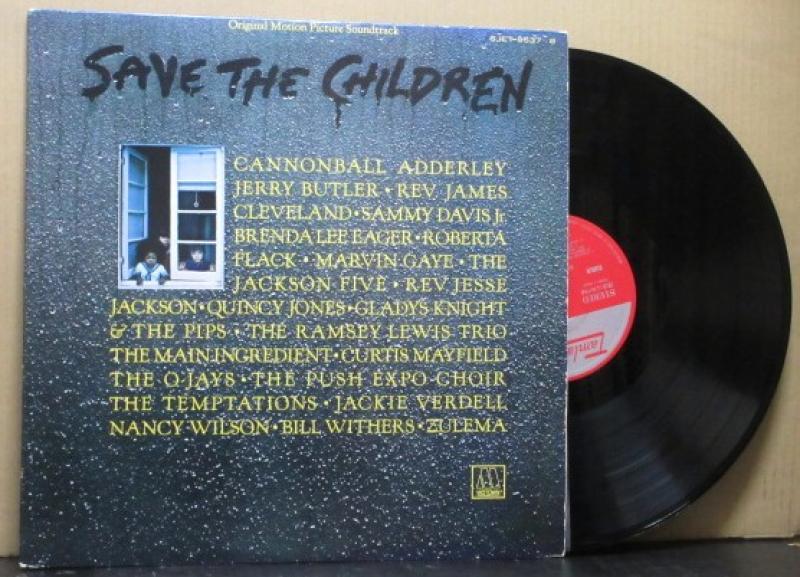 Original Motion Picture Soundtrack
SJET-9637~8
SAVE THE CHILDREN
CANNONBALL ADDERLEY
JERRY BUTLER • REV. JAMES
CLEVELAND • SAMMY DAVIS Jr.
BRENDA LEE EAGER • ROBERTA
FLACK • MARVIN GAYE • THE
JACKSON FIVE • REV JESSE
JACKSON • QUINCY JONES • GLADYS KNIGHT
& THE PIPS • THE RAMSEY LEWIS TRIO
THE MAIN INGREDIENT • CURTIS MAYFIELD
THE O JAYS • THE PUSH EXPO CHOIR
THE TEMPTATIONS • JACKIE VERDELL
NANCY WILSON • BILL WITHERS • ZULEMA
M
STEREO